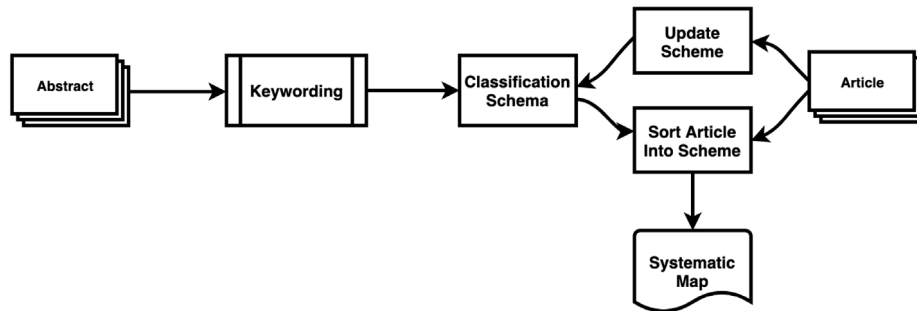 Abstract
Keywording
Classification
Schema
Update
Scheme
Sort Article
Into Scheme
Article
Systematic
Map